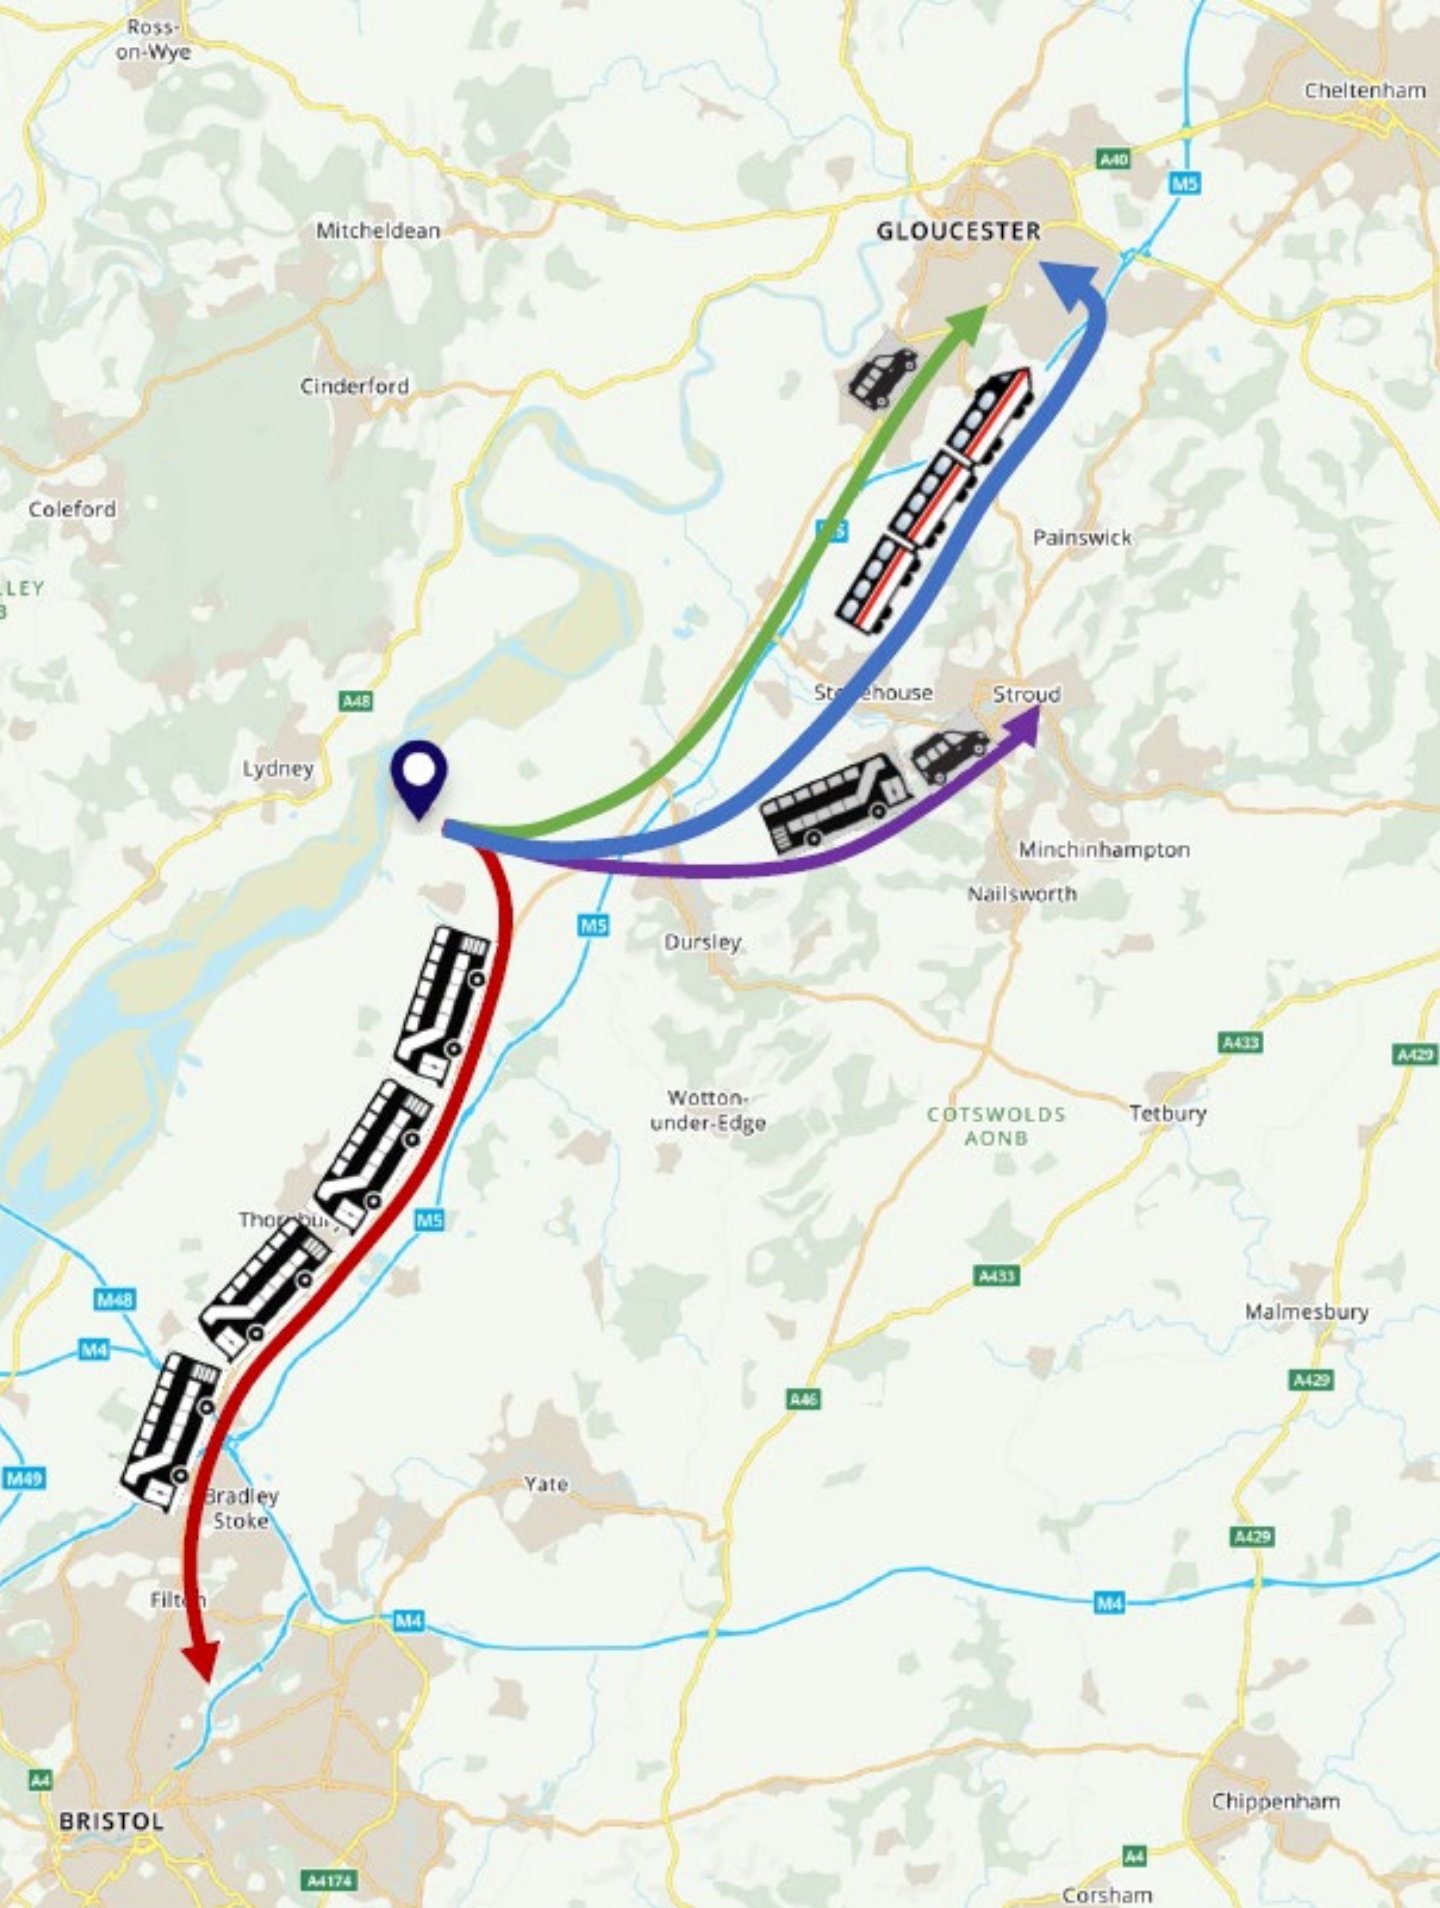 Ross-
on-Wye
Cheltenham
A40
M5
Mitcheldean
GLOUCESTER
Cinderford
Coleford
Painswick
LLEY
B
A48
Stroud
Lydney
Minchinhampton
Nailsworth
M5
Dursley
A433
A429
Wotton-
under-Edge
COTSWOLDS
AONB
Tetbury
M5
A433
M48
Malmesbury
M4
A429
A46
M49
Yate
Bradley
Stoke
A429
M4
M4
A4
Chippenham
BRISTOL
A4
A4174
Corsham